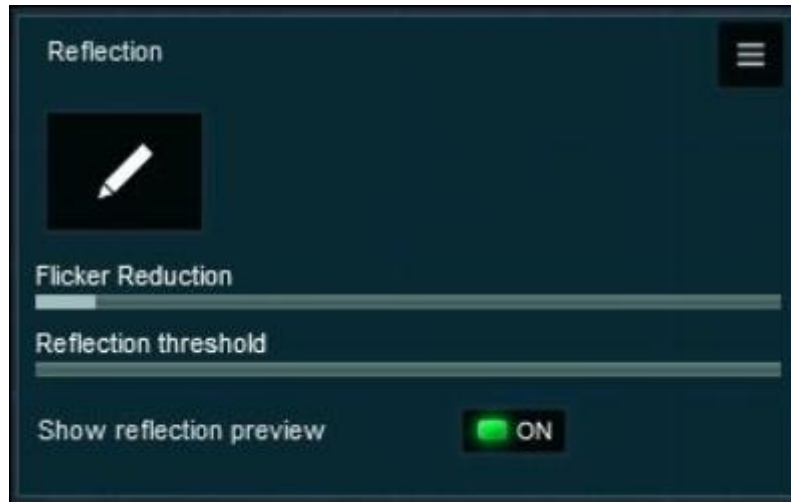 Reflection
Flicker Reduction
Reflection threshold
Show reflection preview ON